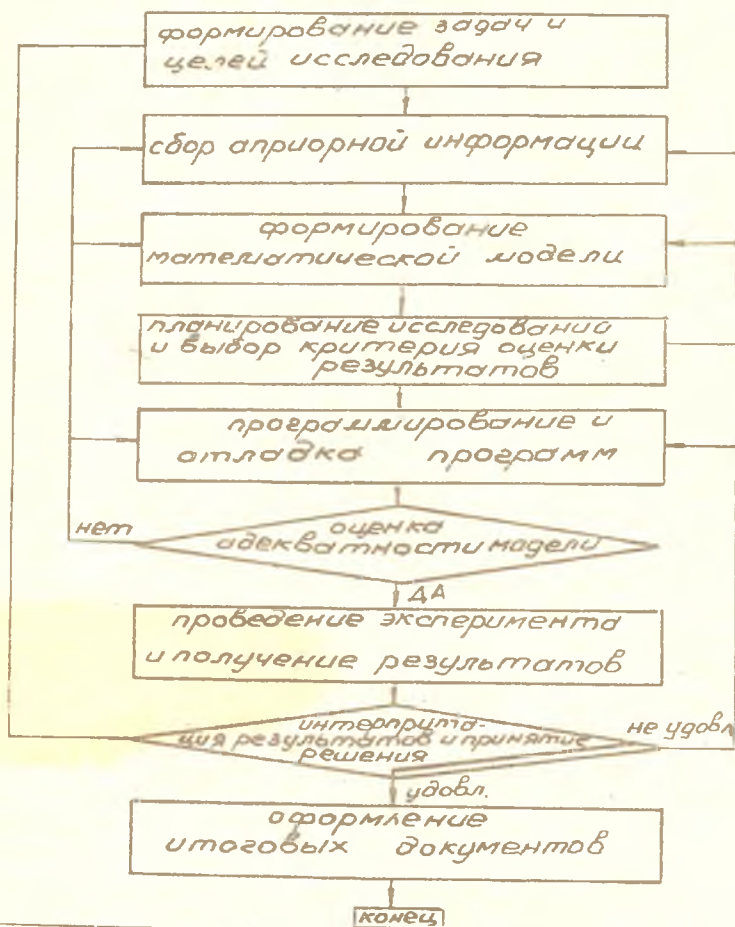 формирование задач и
целей исследования
сбор априорной информации
формирование
математической модели
планирование исследований
и выбор критерия оценки
результатов
программирование и
отладка программ
нет
оценка
адекватности модели
ДА
проведение эксперимента
и получение результатов
интерпрута-
ция результатов и принятие
решения
не удовл
удовл.
оформление
итоговых документов
конец